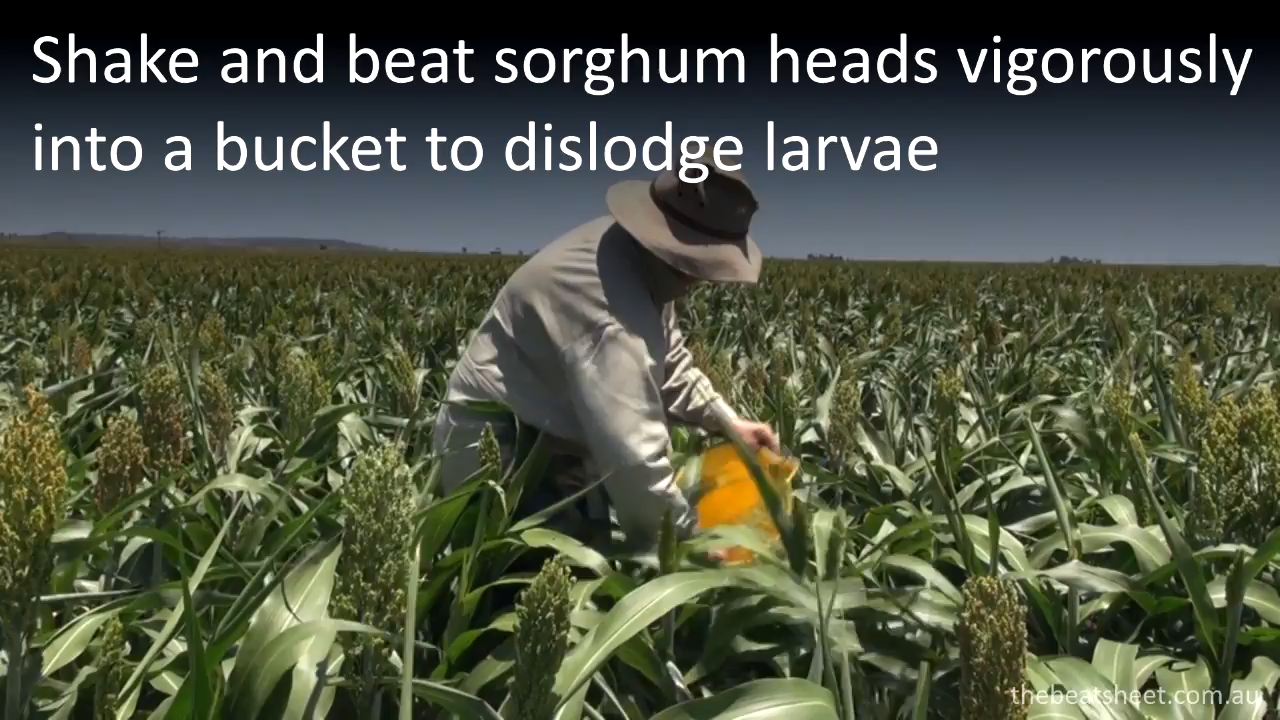 Shake and beat sorghum heads vigorously
into a bucket to dislodge larvae
thebeatsheet.com.au